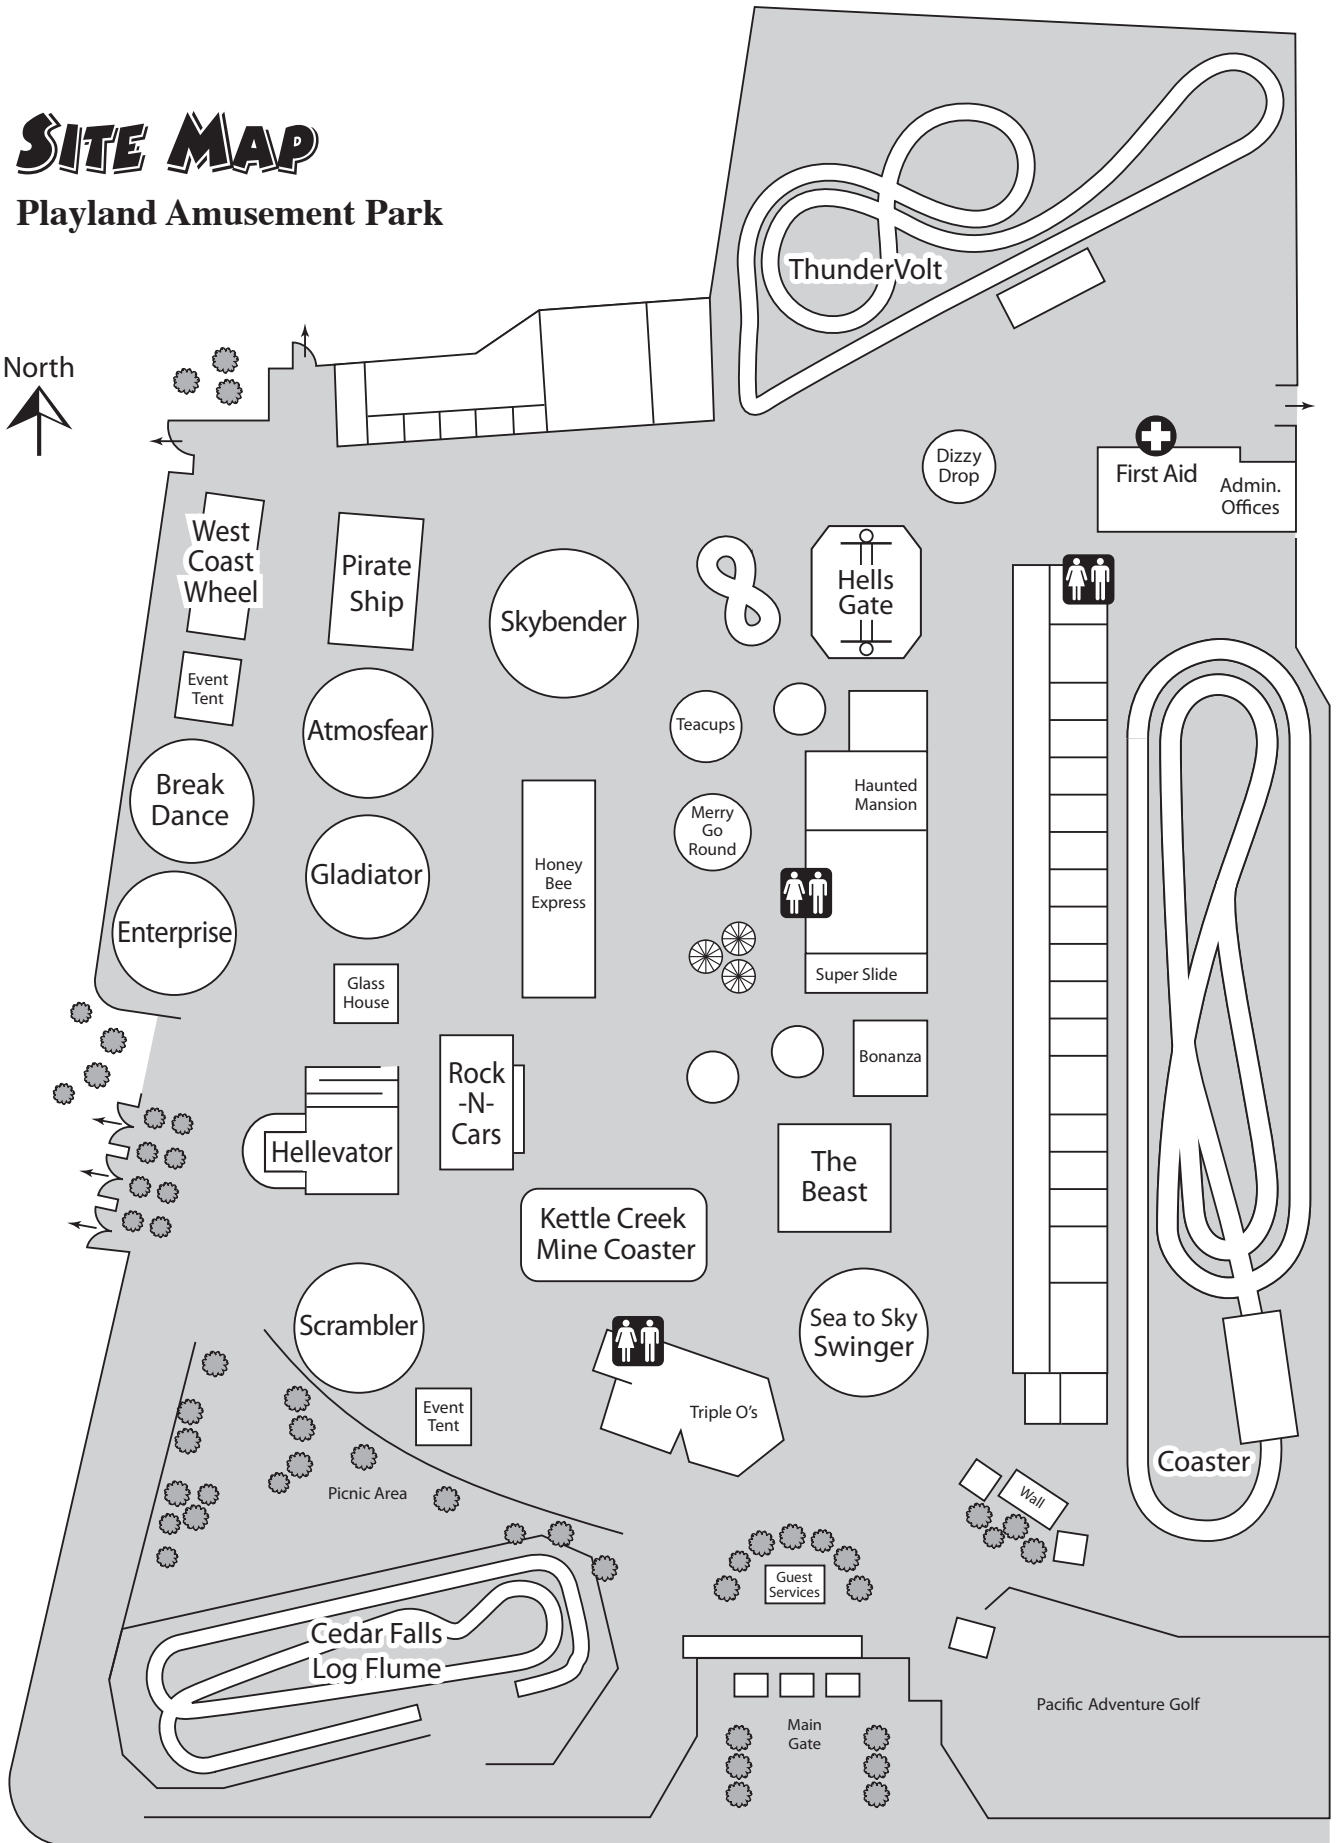 SITE MAP
Playland Amusement Park
North
ThunderVolt
Dizzy
Drop
First Aid
Admin.
Offices
West
Coast
Wheel
Pirate
Ship
Skybender
Hells
Gate
Event
Tent
Atmosfear
Teacups
Break
Dance
Haunted
Mansion
Merry
Go
Round
Gladiator
Honey
Bee
Express
Enterprise
Glass
House
Super Slide
Rock
-N-
Cars
Bonanza
Hellevator
The
Beast
Kettle Creek
Mine Coaster
Scrambler
Sea to Sky
Swinger
Event
Tent
Triple O's
Coaster
Picnic Area
Wall
Guest
Services
Cedar Falls
Log Flume
Main
Gate
Pacific Adventure Golf